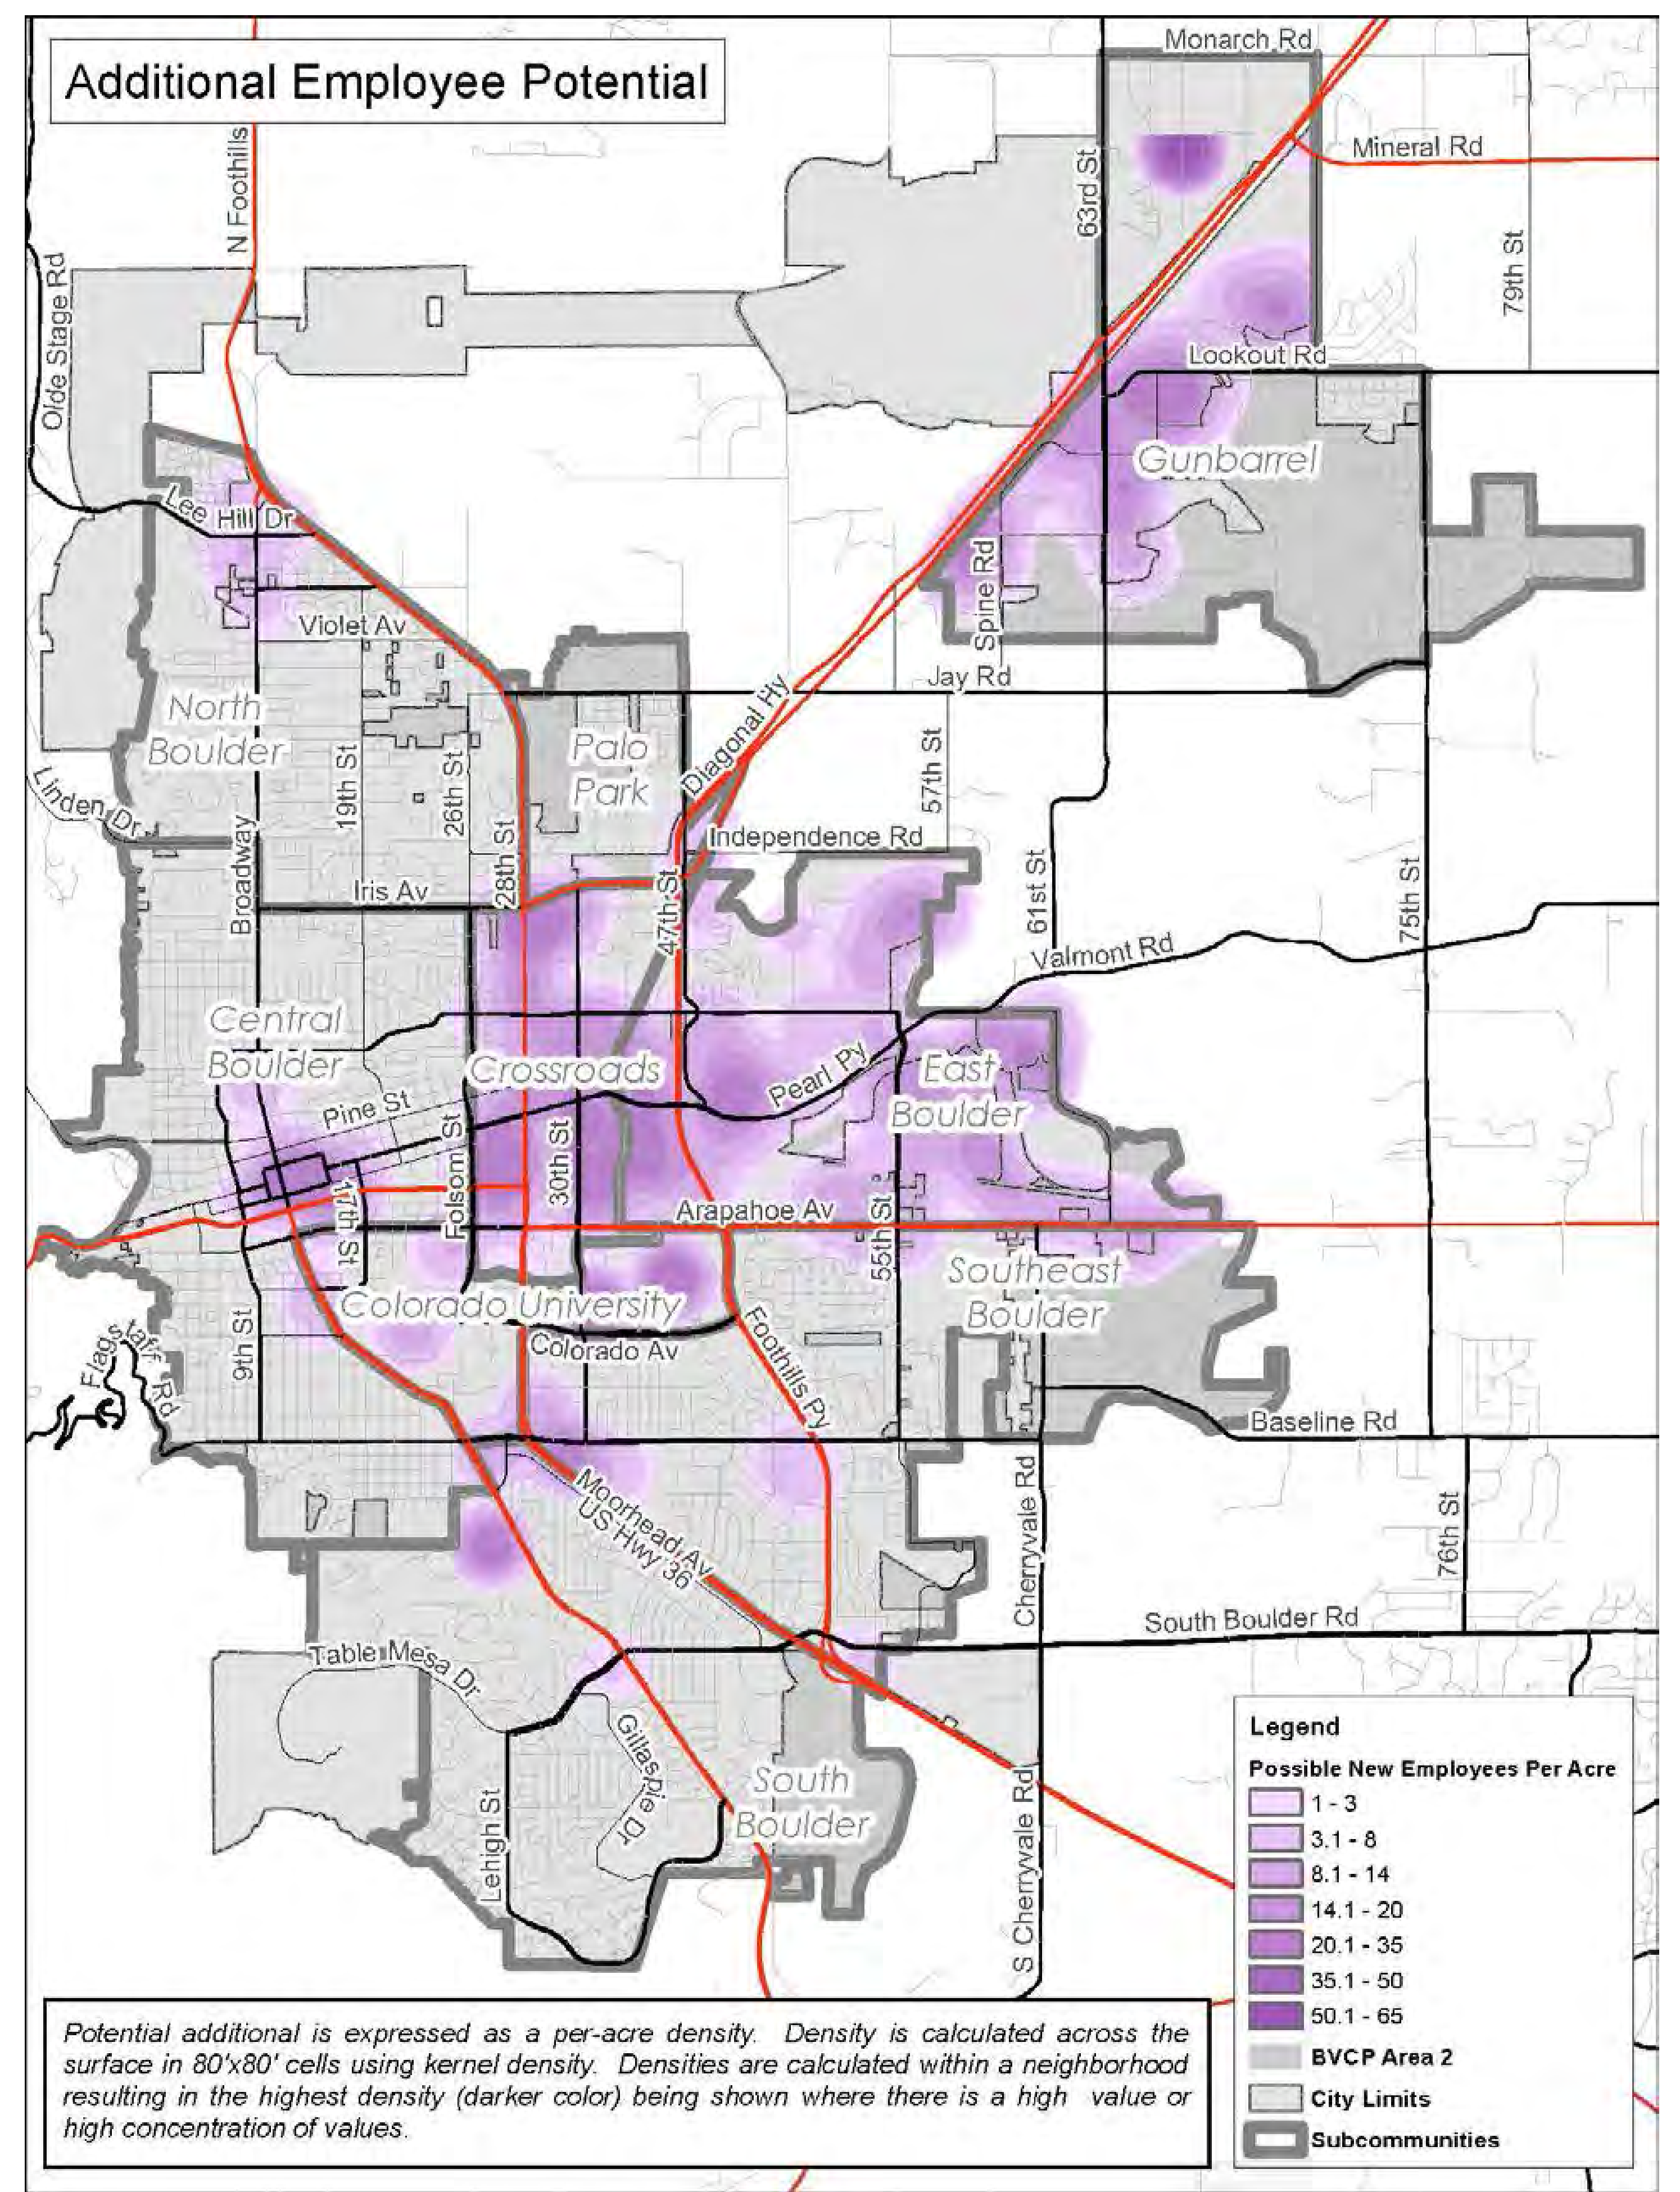 Additional Employee Potential
Monarch Rd
Mineral Rd
N Foothills
63rd St
79th St
Olde Stage Rd
Lookout Rd
Gunbarrel
Lee Hill Dr
Spine Rd
Violet Av
Jay Rd
North
Boulder
Palo
Park
Diagonal Hy
57th St
19th St
26th St
Linden Dr
28th St
Independence Rd
Broadway
Iris Av
47th St
61st St
75th St
Valmont Rd
Central
Boulder
Crossroads
Pearl Py
East
Boulder
Pine St
Folsom St
30th St
17th St
Arapahoe Av
55th St
Southeast
Boulder
Colorado University
Colorado Av
9th St
Flagstaff Rd
Foothills Py
Baseline Rd
Moorhead Av
US Hwy 36
Cherryvale Rd
76th St
South Boulder Rd
Table Mesa Dr
Gillaspie Dr
South
Boulder
Lehigh St
S Cherryvale Rd
Legend
Possible New Employees Per Acre
1 - 3
3.1 - 8
8.1 - 14
14.1 - 20
20.1 - 35
35.1 - 50
50.1 - 65
BVCP Area 2
City Limits
Subcommunities
Potential additional is expressed as a per-acre density. Density is calculated across the
surface in 80'x80' cells using kernel density. Densities are calculated within a neighborhood
resulting in the highest density (darker color) being shown where there is a high value or
high concentration of values.